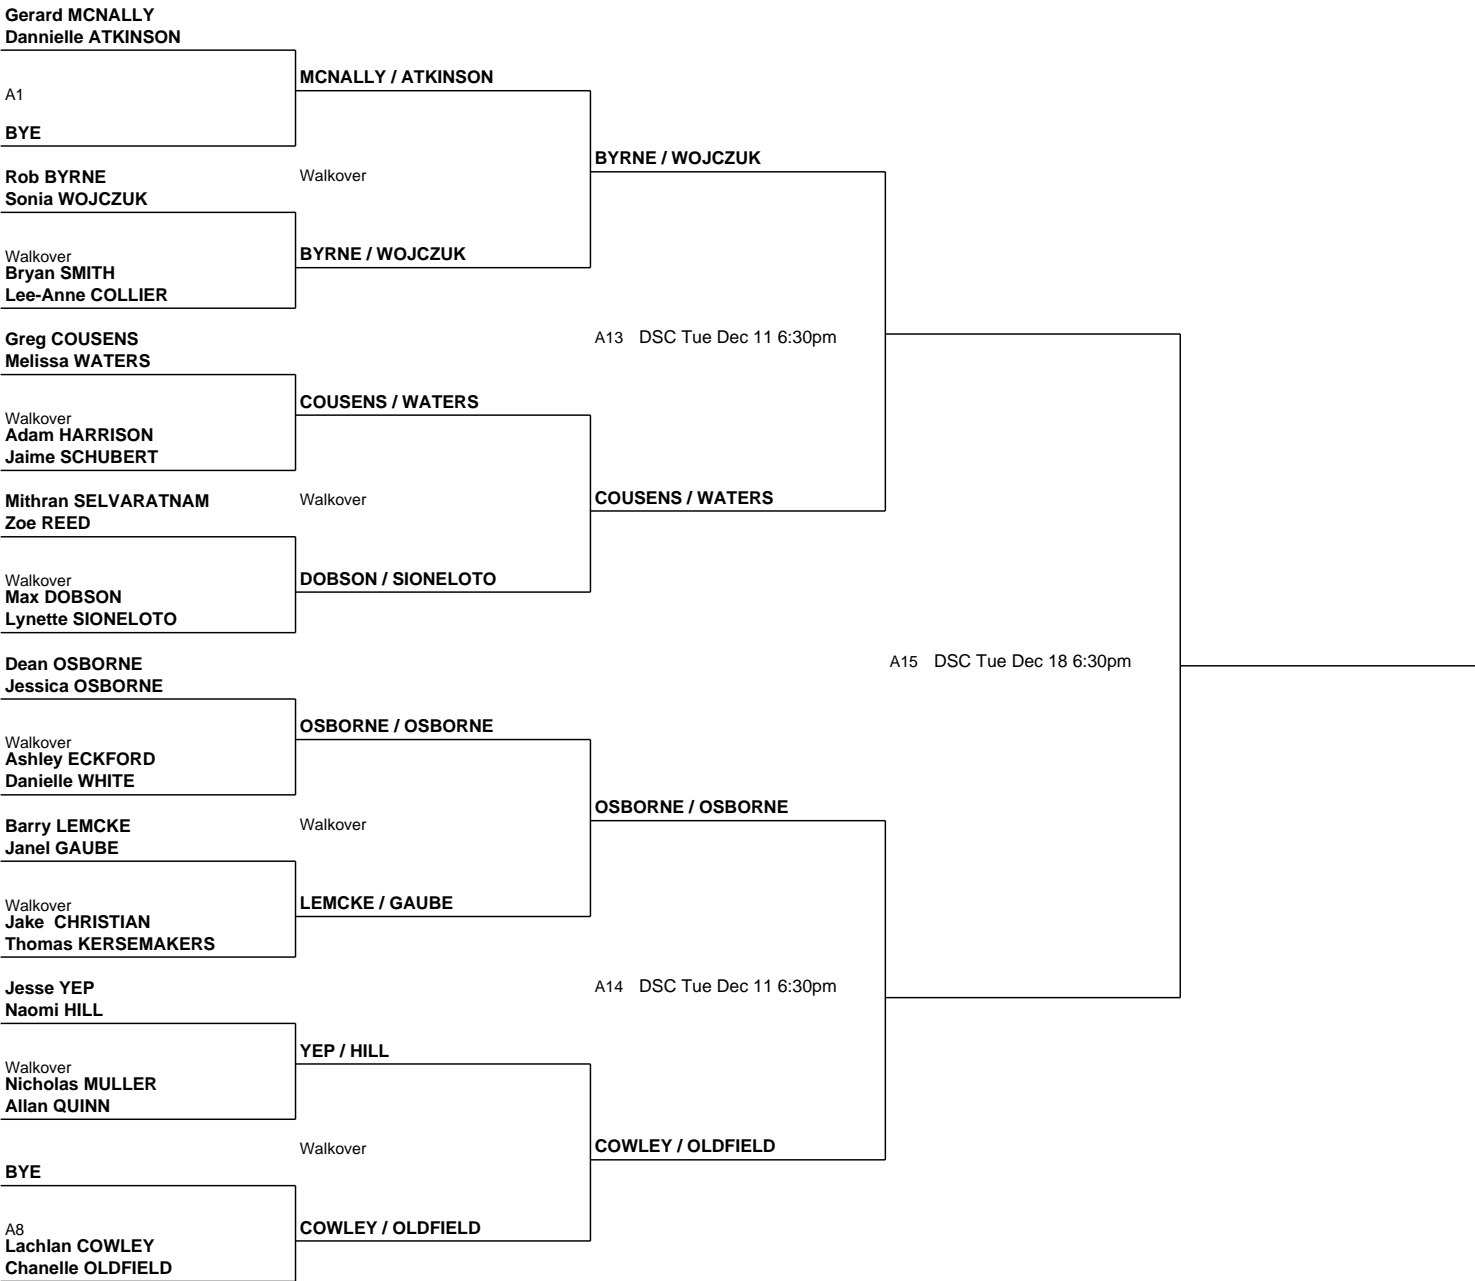 Gerard MCNALLY
Dannielle ATKINSON
MCNALLY / ATKINSON
A1
BYE
BYRNE / WOJCZUK
Rob BYRNE
Walkover
Sonia WOJCZUK
BYRNE / WOJCZUK
Walkover
Bryan SMITH
Lee-Anne COLLIER
A13 DSC Tue Dec 11 6:30pm
Greg COUSENS
Melissa WATERS
COUSENS / WATERS
Walkover
Adam HARRISON
Jaime SCHUBERT
Mithran SELVARATNAM
Walkover
COUSENS / WATERS
Zoe REED
DOBSON / SIONELOTO
Walkover
Max DOBSON
Lynette SIONELOTO
Dean OSBORNE
A15 DSC Tue Dec 18 6:30pm
Jessica OSBORNE
OSBORNE / OSBORNE
Walkover
Ashley ECKFORD
Danielle WHITE
OSBORNE / OSBORNE
Barry LEMCKE
Walkover
Janel GAUBE
LEMCKE / GAUBE
Walkover
Jake  CHRISTIAN
Thomas KERSEMAKERS
A14 DSC Tue Dec 11 6:30pm
Jesse YEP
Naomi HILL
YEP / HILL
Walkover
Nicholas MULLER
Allan QUINN
Walkover
COWLEY / OLDFIELD
BYE
COWLEY / OLDFIELD
A8
Lachlan COWLEY
Chanelle OLDFIELD